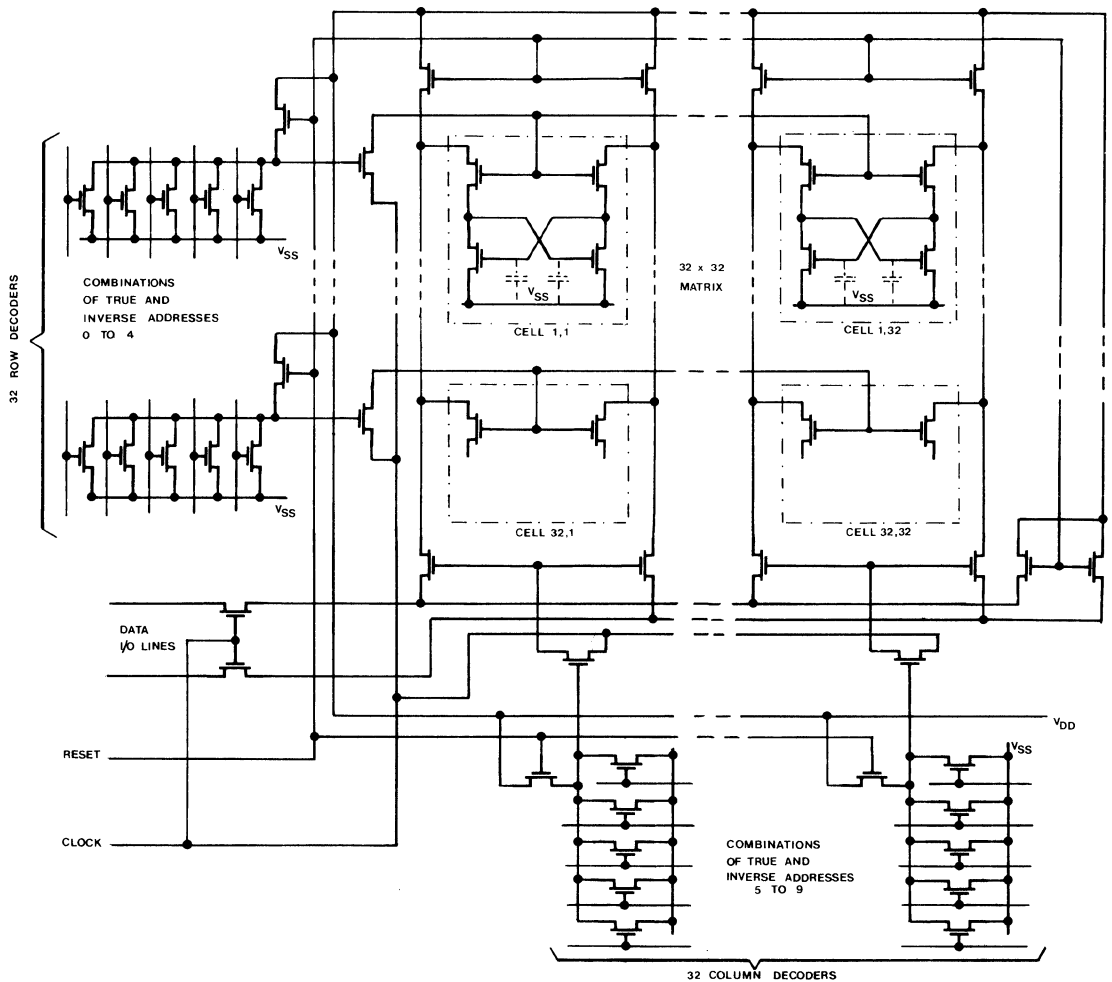 32 ROW DECODERS
VSS
COMBINATIONS
OF TRUE AND
INVERSE ADDRESSES
0 TO 4
VSS
VSS
CELL 1,1
32 x 32
MATRIX
VSS
CELL 1,32
CELL 32,1
CELL 32,32
DATA
I/O LINES
VDD
RESET
VSS
CLOCK
COMBINATIONS
OF TRUE AND
INVERSE ADDRESSES
5 TO 9
32 COLUMN DECODERS